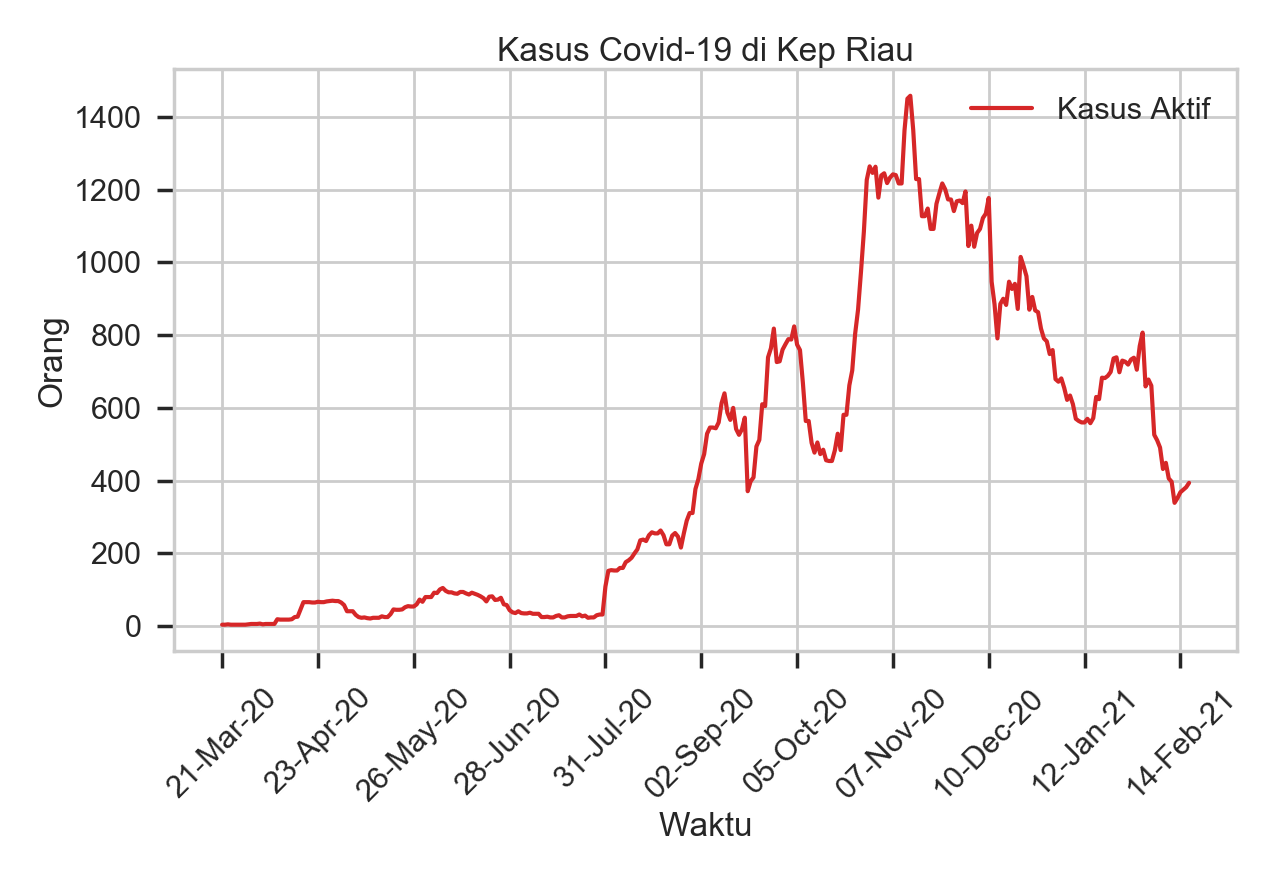 Kasus Covid-19 di Kep Riau
Kasus Aktif
Orang
1400
1200
1000
800
600
400
200
0
21-Mar-20
23-Apr-20
26-May-20
28-Jun-20
31-Jul-20
02-Sep-20
05-Oct-20
07-Nov-20
10-Dec-20
12-Jan-21
14-Feb-21
Waktu